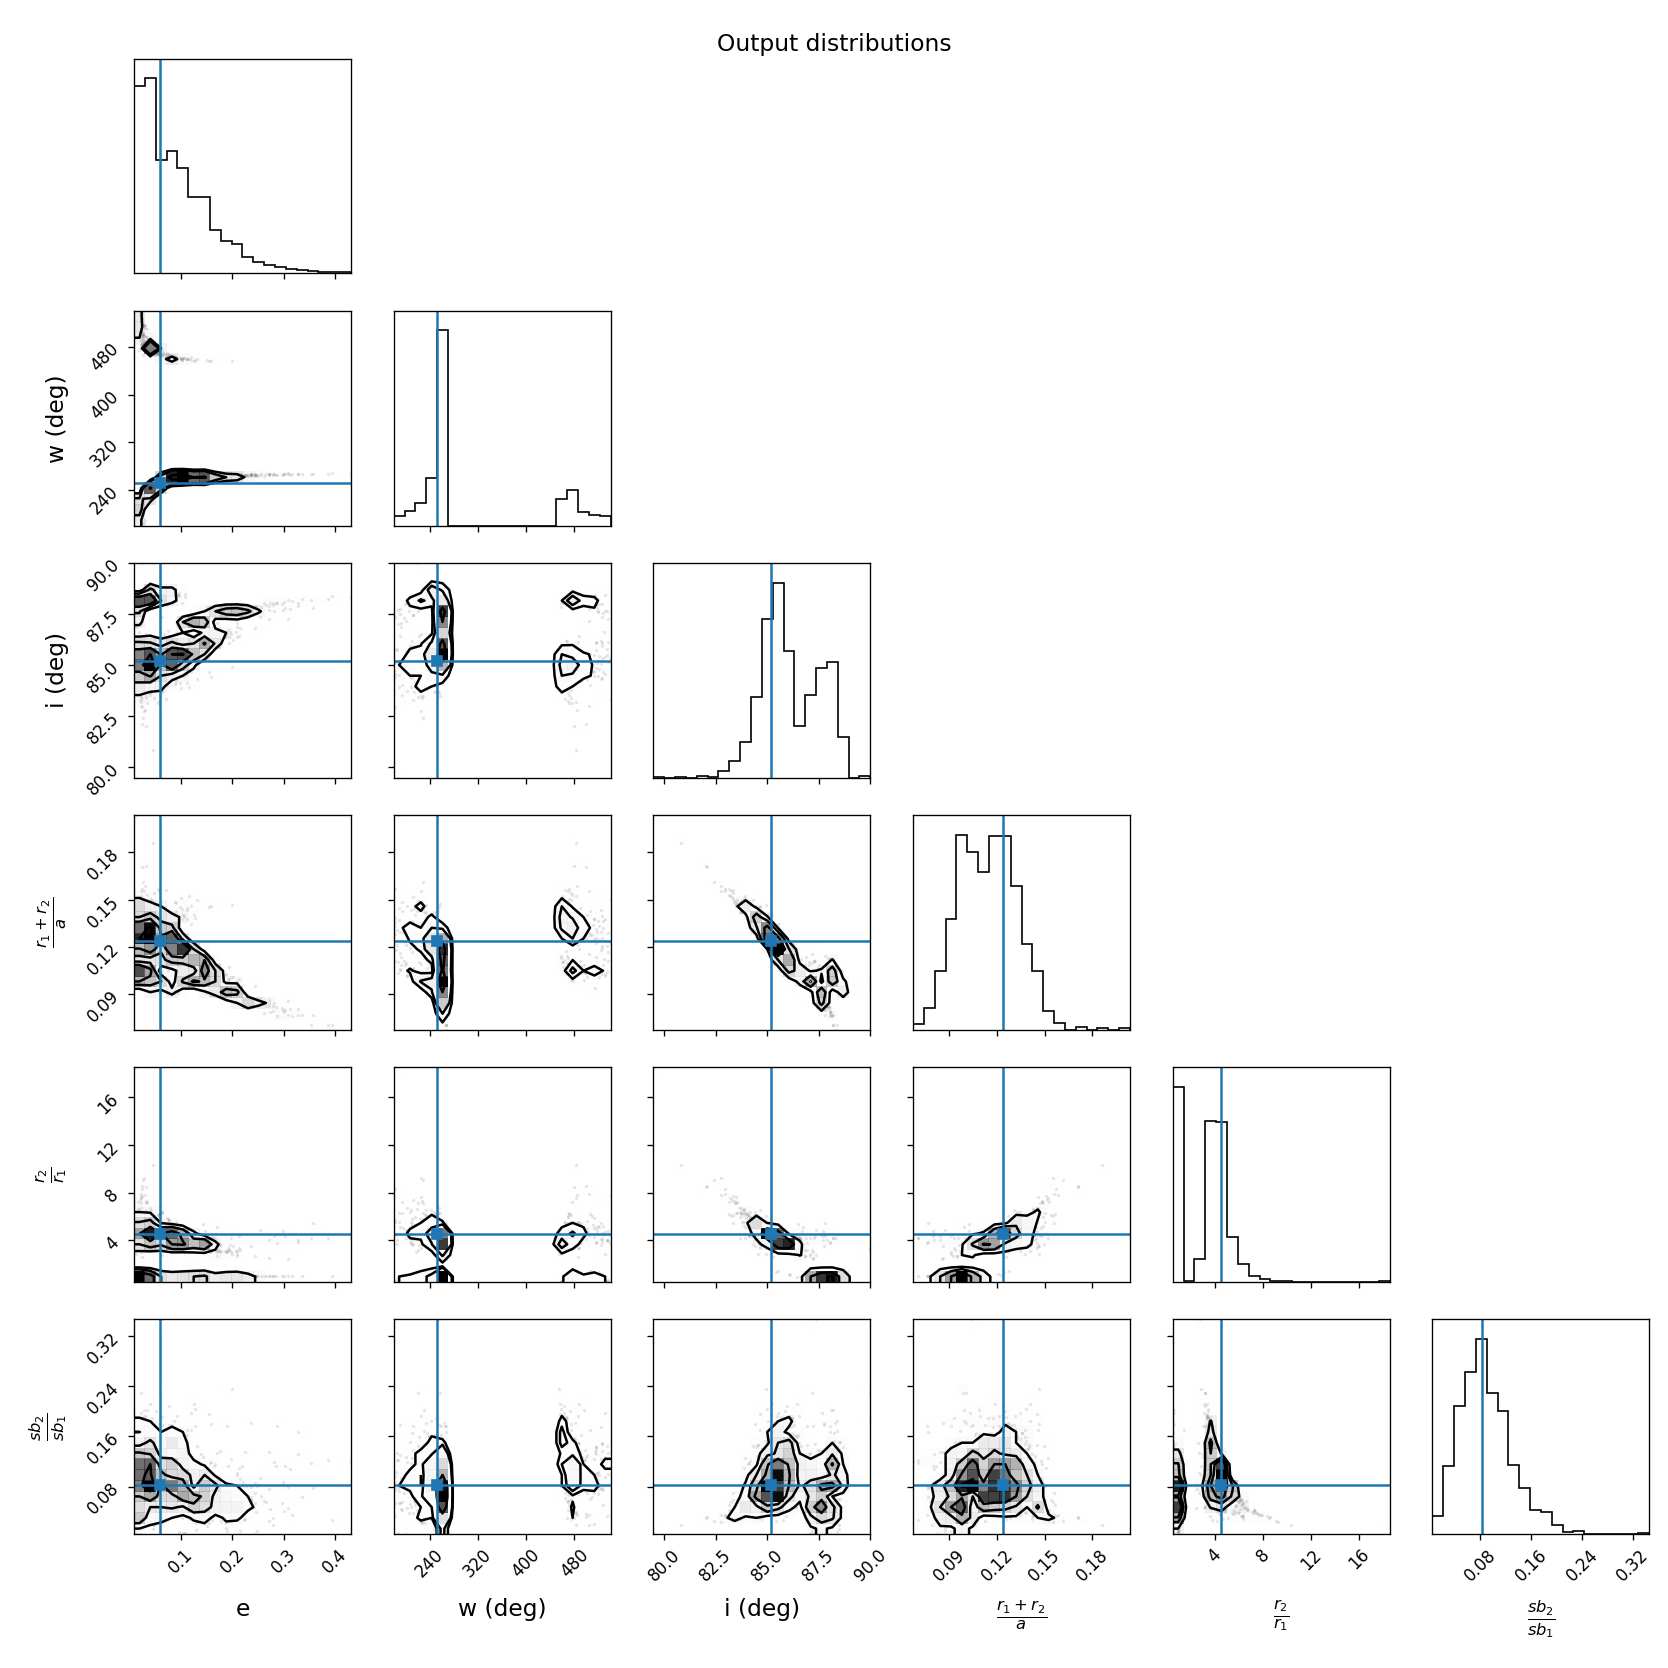 Output distributions
w (deg)
480
400
320
240
i (deg)
90.0
87.5
85.0
82.5
80.0
r1 + r2
a
0.18
0.15
0.12
0.09
r2
r1
16
12
8
4
sb2
sb1
0.32
0.24
0.16
0.08
0.1 0.2 0.3 0.4 240 320 400 480 80.0 82.5 85.0 87.5 90.0 0.09 0.12 0.15 0.18 4 8 12 16 0.08 0.16 0.24 0.32
e w (deg) i (deg) r1 + r2 / a r2 / r1 sb2 / sb1